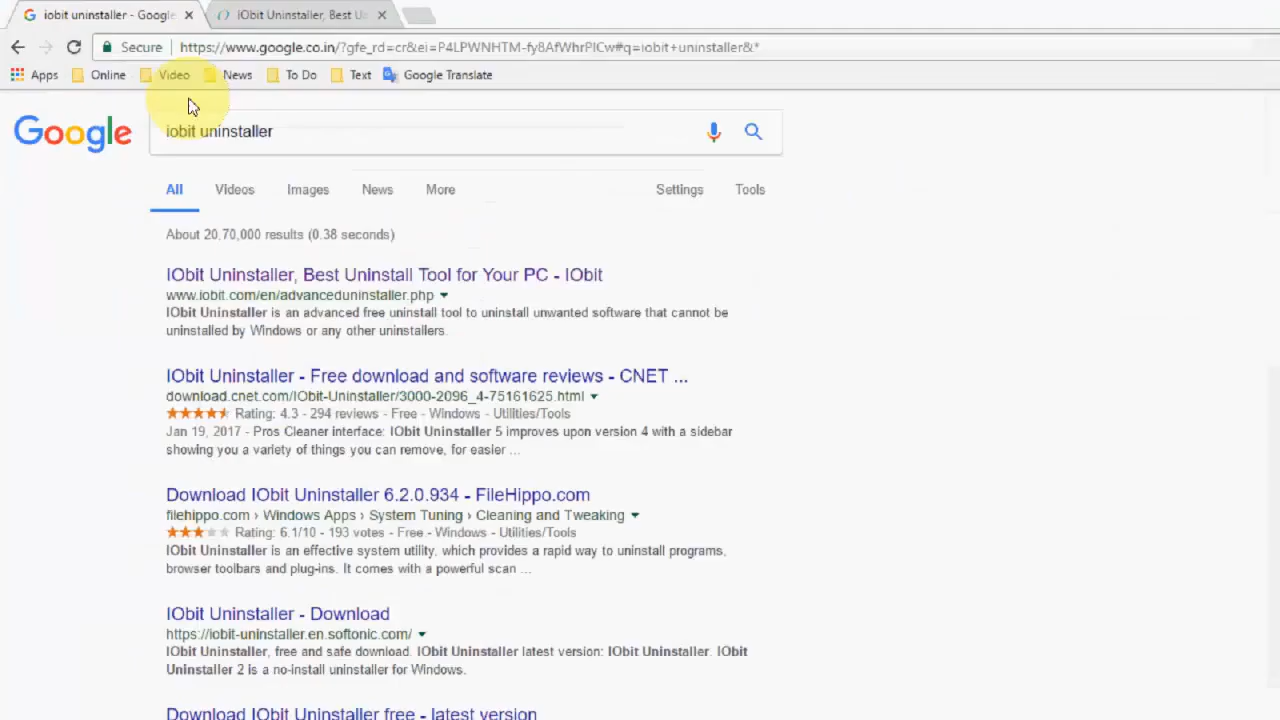 iobit uninstaller - Google
IObit Uninstaller, Best Un
Secure
https://www.google.co.in/?gfe_rd=cr&ei=P4LPWNHTM-fy8AfWhrPICw#q=iobit+uninstaller&*
Apps
Online
Video
News
To Do
Text
Google Translate
Google
iobit uninstaller
All
Videos
Images
News
More
Settings
Tools
About 20,70,000 results (0.38 seconds)
IObit Uninstaller, Best Uninstall Tool for Your PC - IObit
www.iobit.com/en/advanceduninstaller.php
IObit Uninstaller is an advanced free uninstall tool to uninstall unwanted software that cannot be
uninstalled by Windows or any other uninstallers.
IObit Uninstaller - Free download and software reviews - CNET ...
download.cnet.com/IObit-Uninstaller/3000-2096_4-75161625.html
Rating: 4.3 - 294 reviews - Free - Windows - Utilities/Tools
Jan 19, 2017 - Pros Cleaner interface: IObit Uninstaller 5 improves upon version 4 with a sidebar
showing you a variety of things you can remove, for easier ...
Download IObit Uninstaller 6.2.0.934 - FileHippo.com
filehippo.com › Windows Apps › System Tuning › Cleaning and Tweaking
Rating: 6.1/10 - 193 votes - Free - Windows - Utilities/Tools
IObit Uninstaller is an effective system utility, which provides a rapid way to uninstall programs,
browser toolbars and plug-ins. It comes with a powerful scan ...
IObit Uninstaller - Download
https://iobit-uninstaller.en.softonic.com/
IObit Uninstaller, free and safe download. IObit Uninstaller latest version: IObit Uninstaller. IObit
Uninstaller 2 is a no-install uninstaller for Windows.
Download IObit Uninstaller free - latest version